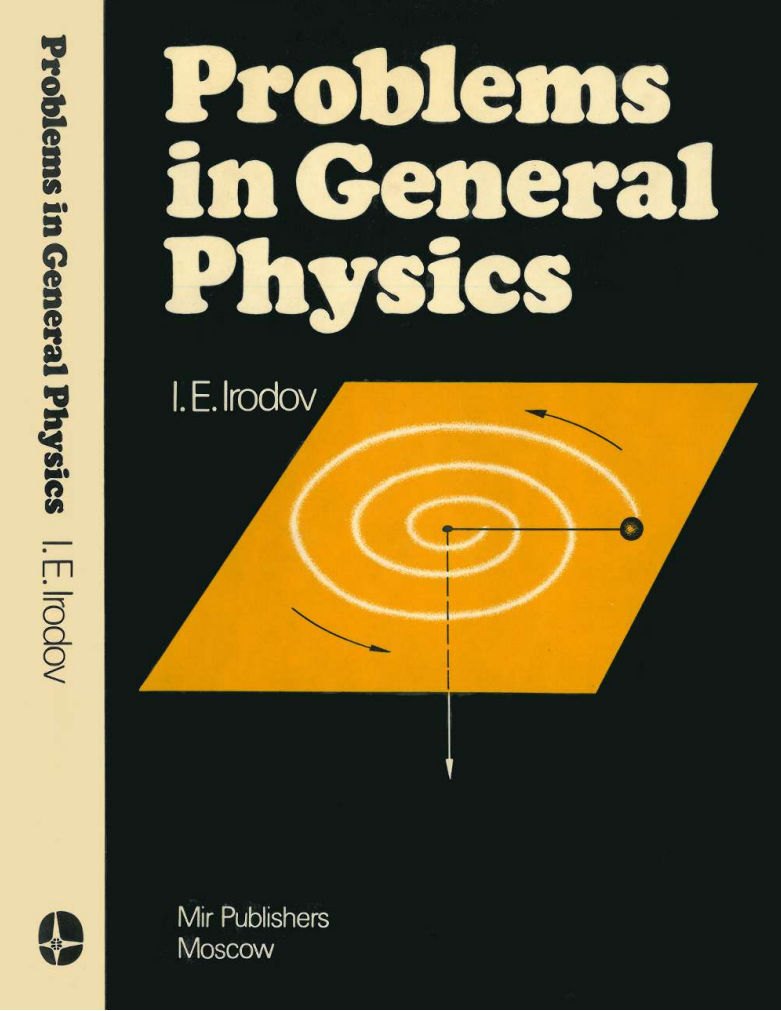 Problems in General Physics I.E. Irodov
Problems
in General
Physics
I.E. Irodov
Mir Publishers
Moscow